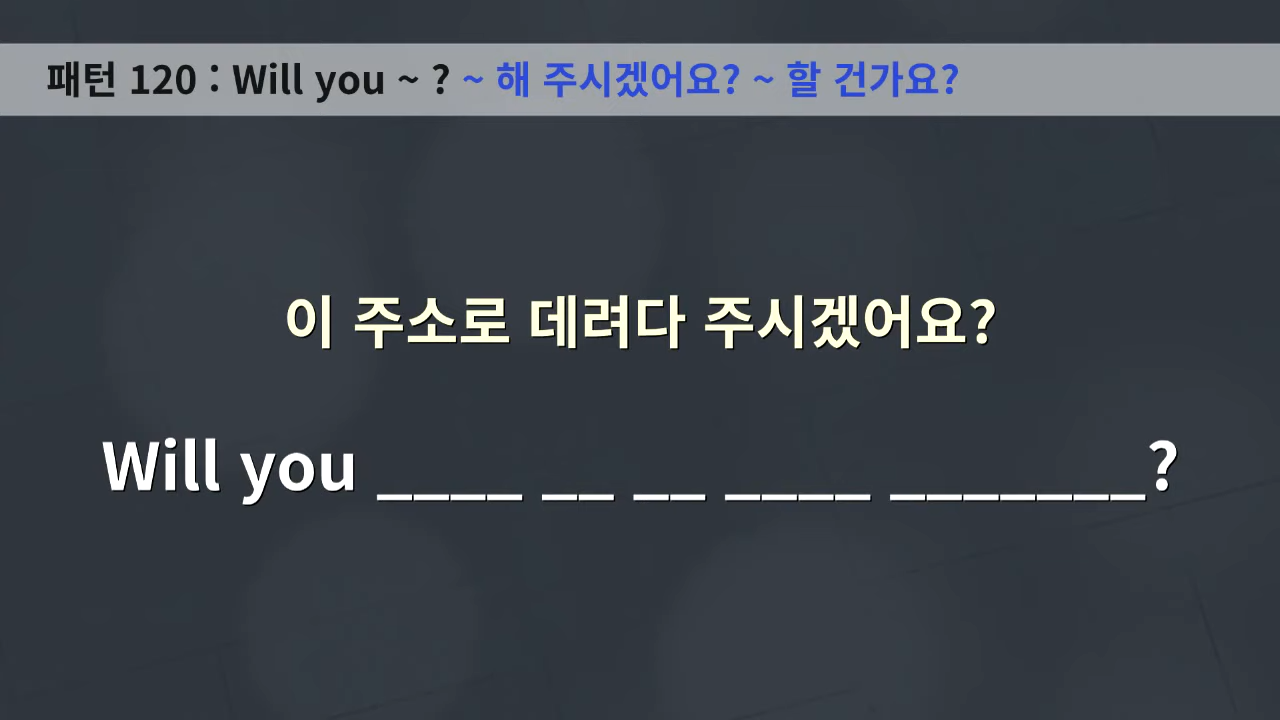 패턴 120 : Will you ~ ? ~ 해 주시겠어요? ~ 할 건가요?
이 주소로 데려다 주시겠어요?
Will you ____ __ __ ____ _______?